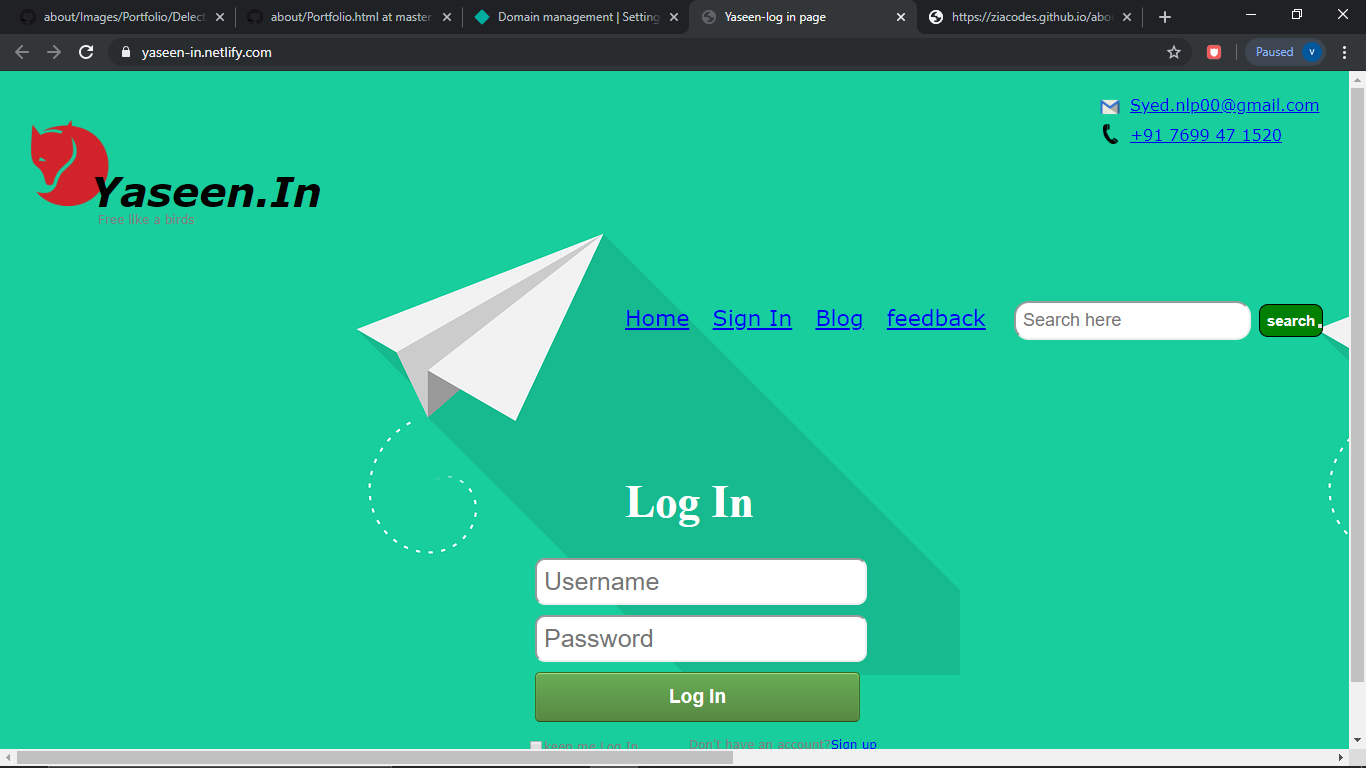 about/Images/Portfolio/Delect
about/Portfolio.html at master
Domain management | Setting
Yaseen-log in page
https://ziacodes.github.io/abou
yaseen-in.netlify.com
Paused
v
Syed.nlp00@gmail.com
+91 7699 47 1520
Yaseen.In
Free like a birds
Home Sign In Blog feedback
Search here
search.
Log In
Username
Password
Log In
keep me Log In
Don't have an account?Sign up